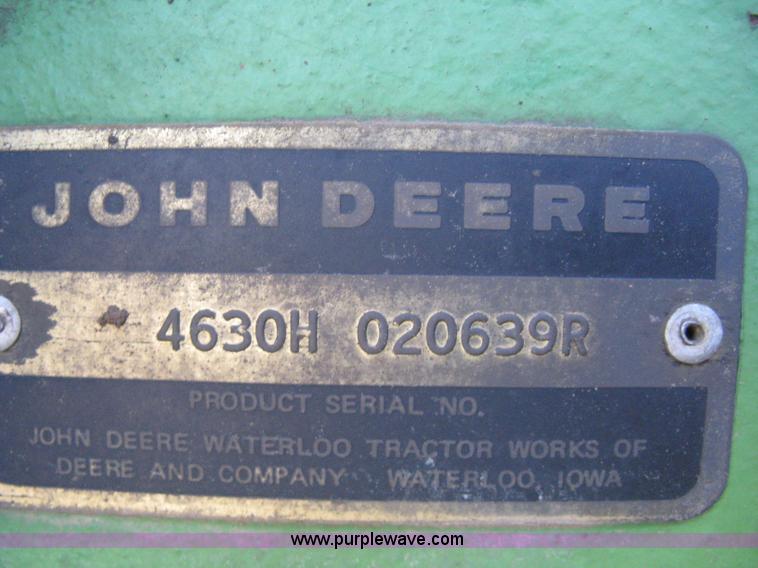 JOHN DEERE
4630H 020639R
PRODUCT SERIAL NO.
JOHN DEERE WATERLOO TRACTOR WORKS OF
DEERE AND COMPANY WATERLOO, IOWA
www.purplewave.com